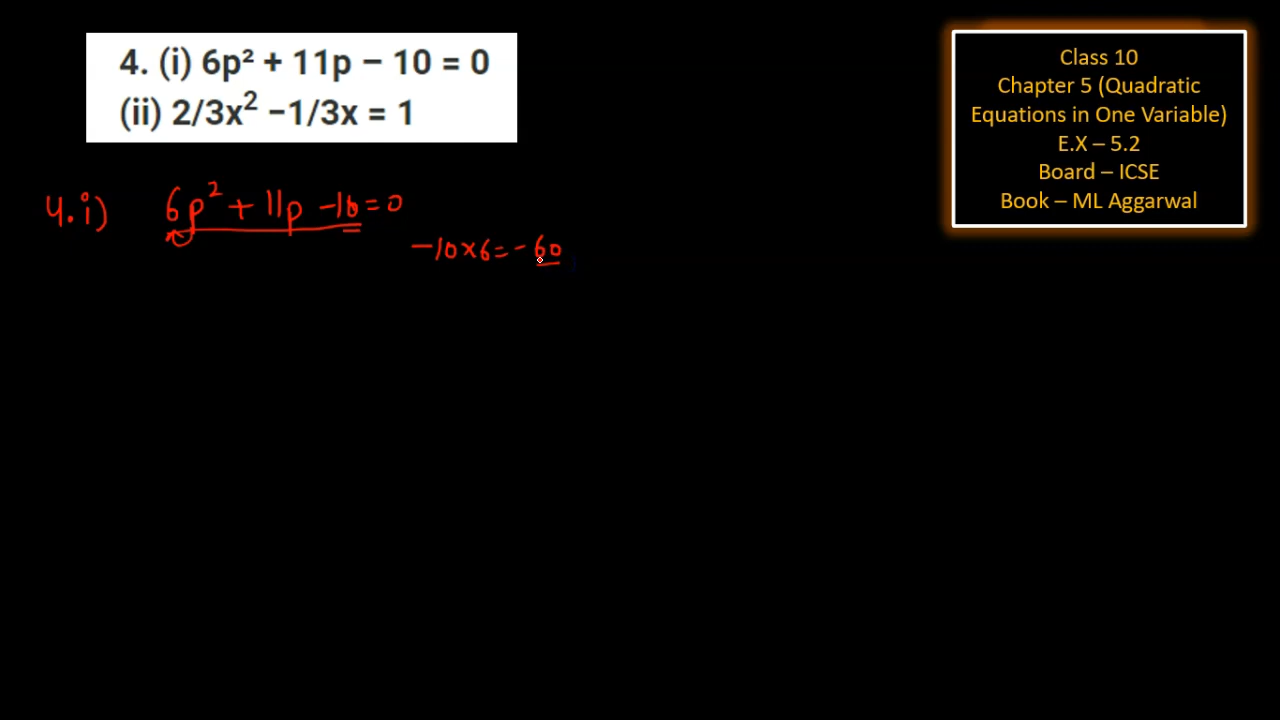 4. (i) 6p² + 11p − 10 = 0
(ii) 2/3x² −1/3x = 1
Class 10
Chapter 5 (Quadratic
Equations in One Variable)
E.X – 5.2
Board – ICSE
Book – ML Aggarwal
4.i) 6p² + 11p -10 = 0
-10×6= -60